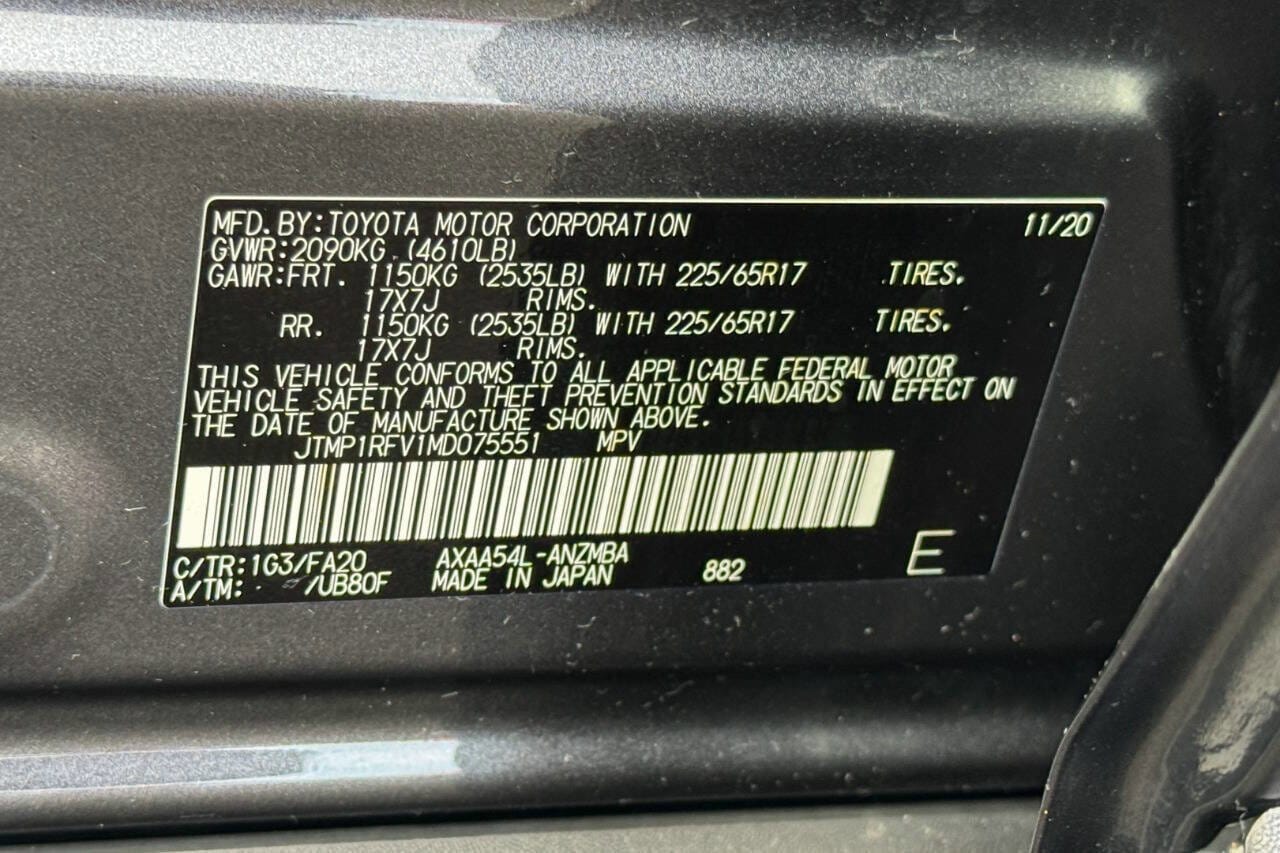 MFD. BY:TOYOTA MOTOR CORPORATION 11/20
GVWR:2090KG (4610LB)
GAWR:FRT. 1150KG (2535LB) WITH 225/65R17 TIRES.
17X7J RIMS.
RR. 1150KG (2535LB) WITH 225/65R17 TIRES.
17X7J RIMS.
THIS VEHICLE CONFORMS TO ALL APPLICABLE FEDERAL MOTOR
VEHICLE SAFETY AND THEFT PREVENTION STANDARDS IN EFFECT ON
THE DATE OF MANUFACTURE SHOWN ABOVE.
JTMP1RFV1MD075551 MPV
C/TR:1G3/FA20 AXAA54L-ANZMBA
A/TM: /UB80F MADE IN JAPAN 882 E